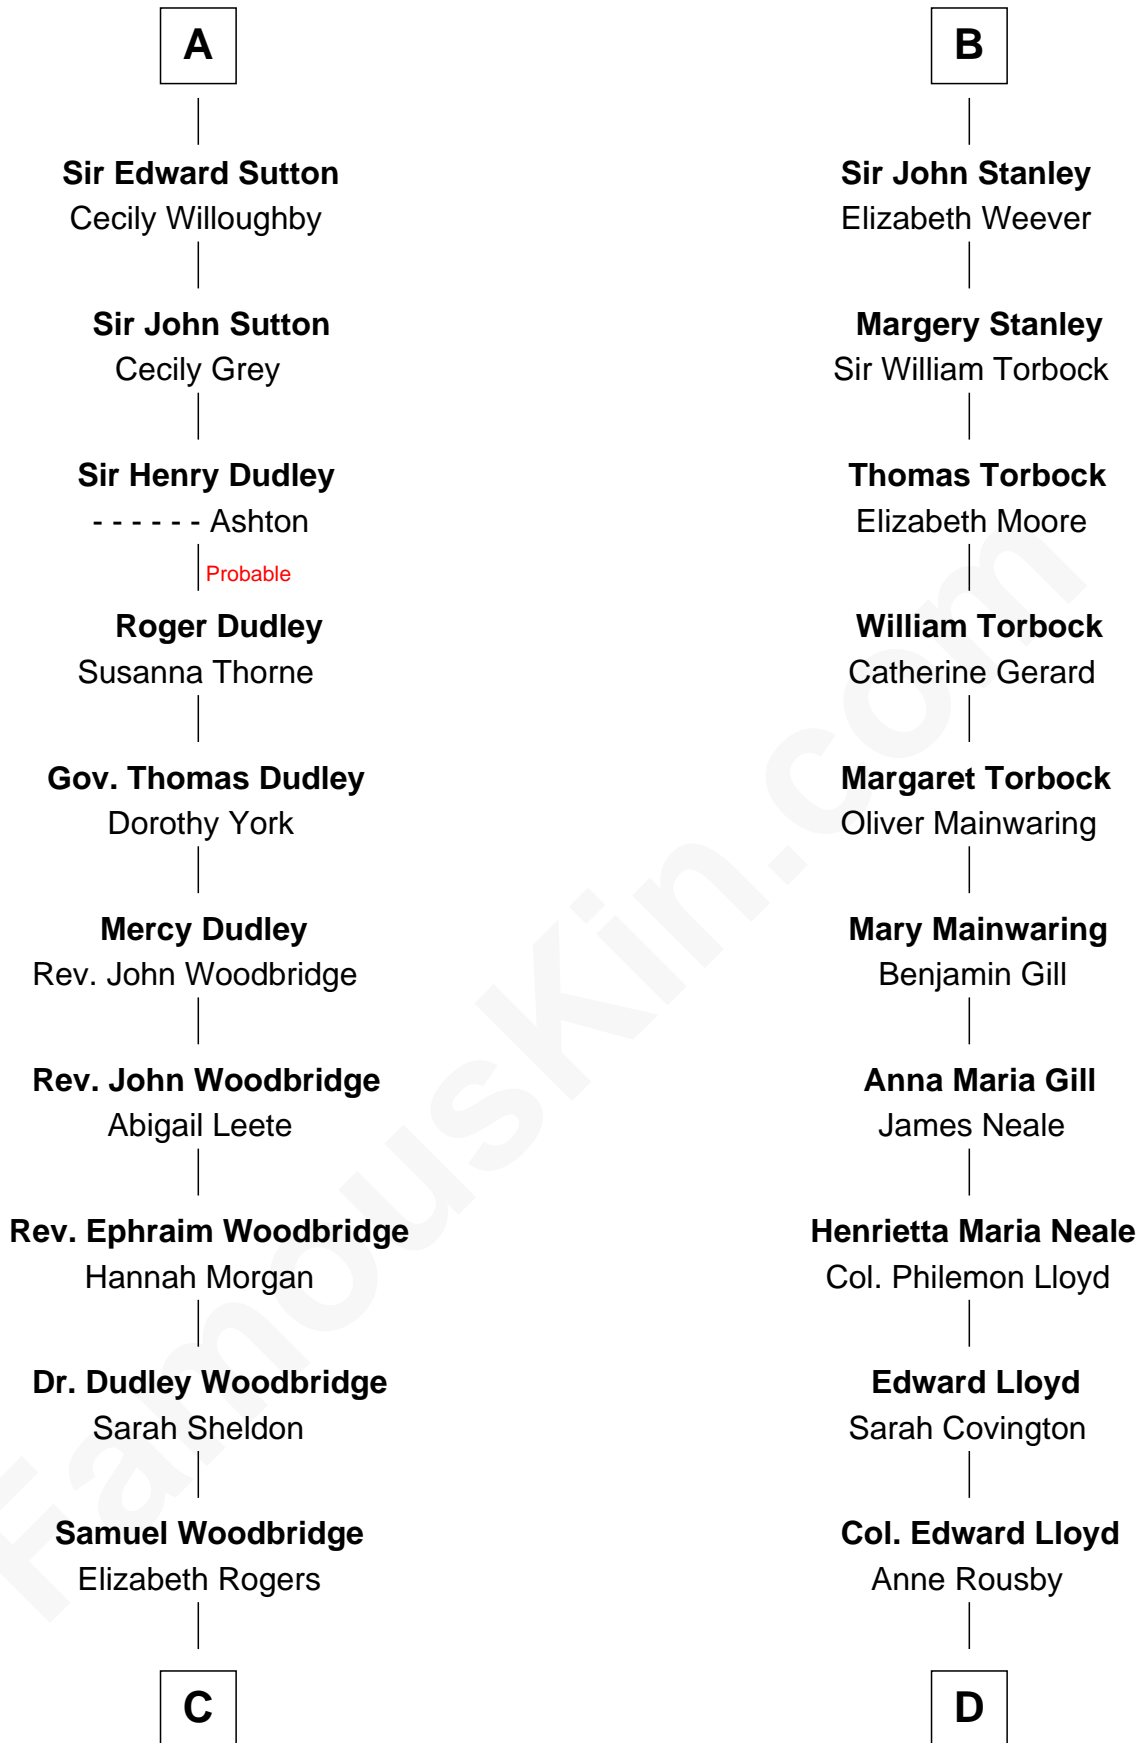 A
Sir Edward Sutton
Cecily Willoughby
Sir John Sutton
Cecily Grey
Sir Henry Dudley
- - - - - - Ashton
Probable
Roger Dudley
Susanna Thorne
Gov. Thomas Dudley
Dorothy York
Mercy Dudley
Rev. John Woodbridge
Rev. John Woodbridge
Abigail Leete
Rev. Ephraim Woodbridge
Hannah Morgan
Dr. Dudley Woodbridge
Sarah Sheldon
Samuel Woodbridge
Elizabeth Rogers
C
B
Sir John Stanley
Elizabeth Weever
Margery Stanley
Sir William Torbock
Thomas Torbock
Elizabeth Moore
William Torbock
Catherine Gerard
Margaret Torbock
Oliver Mainwaring
Mary Mainwaring
Benjamin Gill
Anna Maria Gill
James Neale
Henrietta Maria Neale
Col. Philemon Lloyd
Edward Lloyd
Sarah Covington
Col. Edward Lloyd
Anne Rousby
D
FamousKin.com